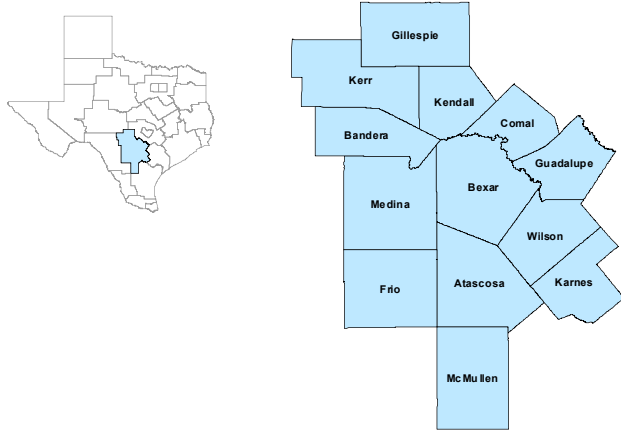 Gillespie
Kerr
Kendall
Comal
Bandera
Guadalupe
Bexar
Medina
Wilson
Karnes
Atascosa
Frio
McMullen